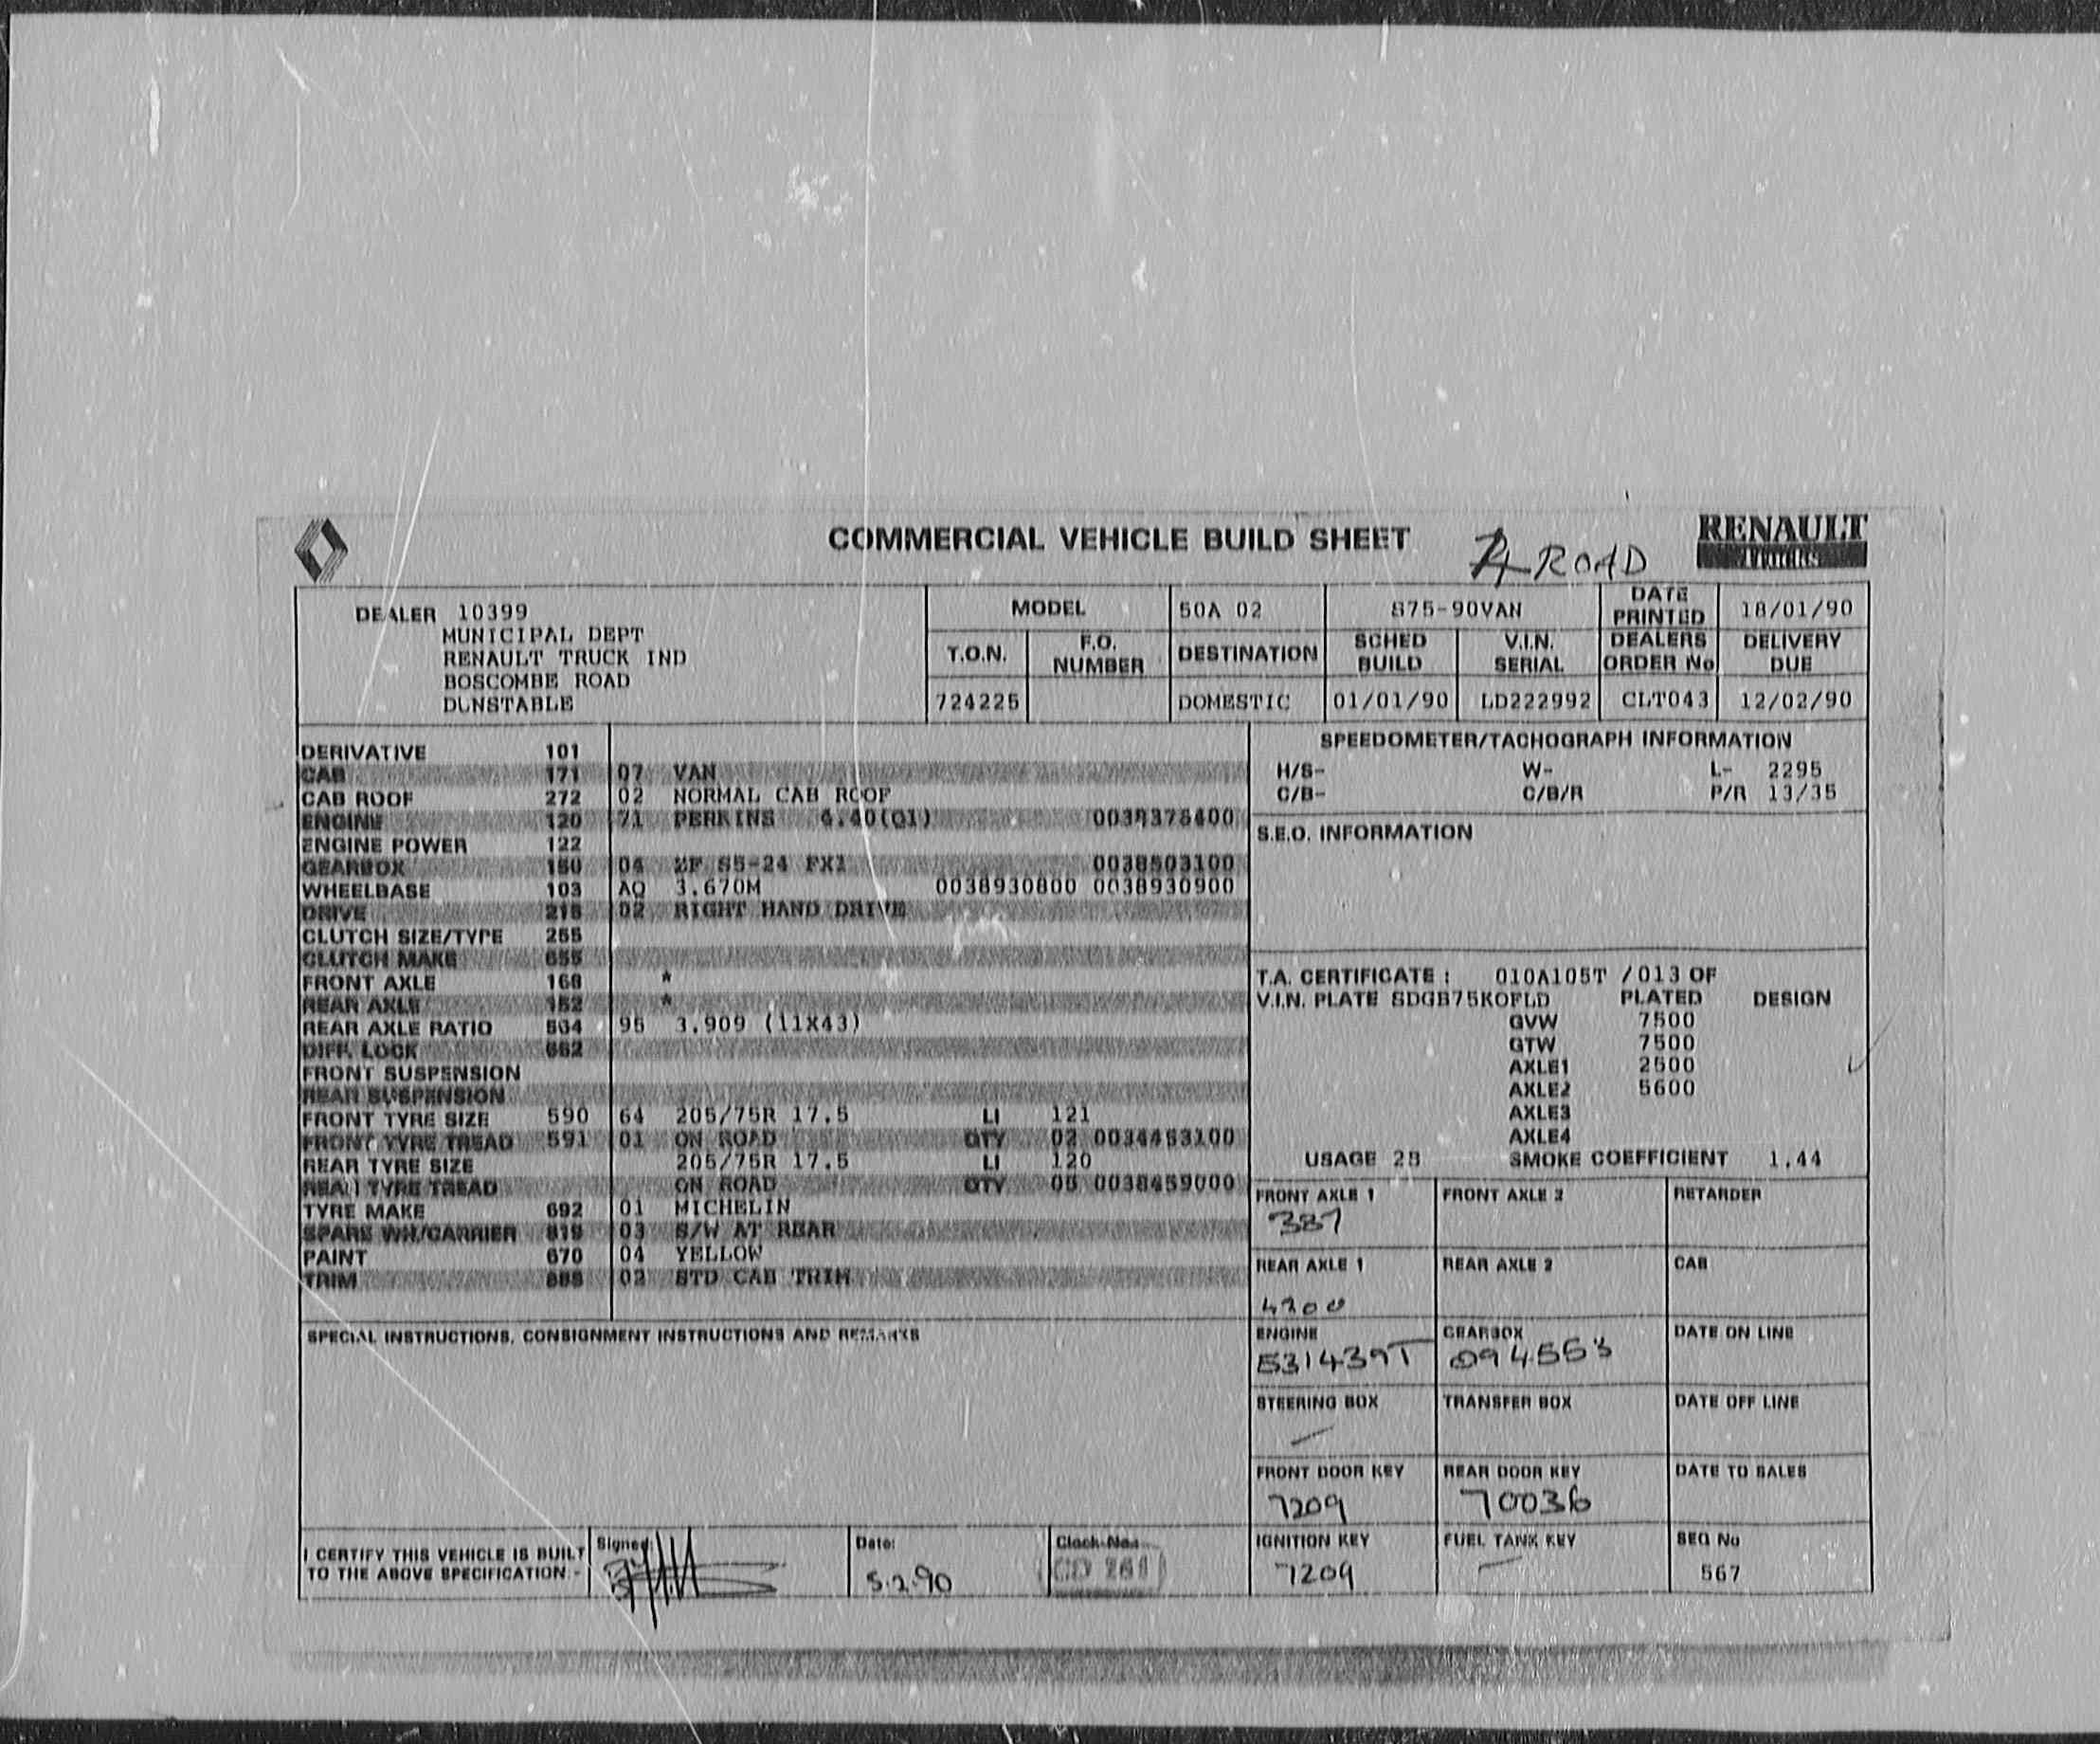 COMMERCIAL VEHICLE BUILD SHEET
ROAD
RENAULT
Trucks
DEALER 10399
MUNICIPAL DEPT
RENAULT TRUCK IND
BOSCOMBE ROAD
DUNSTABLE
MODEL 50A 02 S75-90VAN DATE PRINTED 18/01/90
T.O.N. F.O. NUMBER DESTINATION SCHED BUILD V.I.N. SERIAL DEALERS ORDER No DELIVERY DUE
724225 DOMESTIC 01/01/90 LD222992 CLT043 12/02/90
DERIVATIVE 101
CAB 171 07 VAN
CAB ROOF 272 02 NORMAL CAB ROOF
ENGINE 120 71 PERKINS 4.40(Q1)
ENGINE POWER 122
GEARBOX 150 04 ZF S5-24 0038503100
WHEELBASE 103 AQ 3.670M 0038930800 0038930900
DRIVE 215 02 RIGHT HAND DRIVE
CLUTCH SIZE/TYPE 255
CLUTCH MAKE 655
FRONT AXLE 168 *
REAR AXLE 152 *
REAR AXLE RATIO 504 95 3.909 (11X43)
DIFF. LOCK 662
FRONT SUSPENSION
REAR SUSPENSION
FRONT TYRE SIZE 590 64 205/75R 17.5 LI 121
FRONT TYRE TREAD 591 01 ON ROAD QTY 02
REAR TYRE SIZE 205/75R 17.5 LI 120
REAR TYRE TREAD ON ROAD QTY 05
TYRE MAKE 692 01 MICHELIN
SPARE WH/CARRIER 819 03 S/W AT REAR
PAINT 670 04 YELLOW
TRIM 02 STD CAB TRIM
SPECIAL INSTRUCTIONS, CONSIGNMENT INSTRUCTIONS AND REMARKS
I CERTIFY THIS VEHICLE IS BUILT
TO THE ABOVE SPECIFICATION -
Signed:
Date:
5.2.90
Clock No.:
CD 261
SPEEDOMETER/TACHOGRAPH INFORMATION
H/S- W- L- 2295
C/B- C/B/R P/R 13/35
S.E.O. INFORMATION
T.A. CERTIFICATE : 010A105T /013 OF
V.I.N. PLATE SDGB75KOFLD PLATED DESIGN
GVW 7500
GTW 7500
AXLE1 2500
AXLE2 5600
AXLE3
AXLE4
USAGE 28 SMOKE COEFFICIENT 1.44
FRONT AXLE 1 FRONT AXLE 2 RETARDER
387
REAR AXLE 1 REAR AXLE 2 CAB
4200
ENGINE GEARBOX DATE ON LINE
531439T 094563
STEERING BOX TRANSFER BOX DATE OFF LINE
FRONT DOOR KEY REAR DOOR KEY DATE TO SALES
7209 70036
IGNITION KEY FUEL TANK KEY SEQ No
7209 567